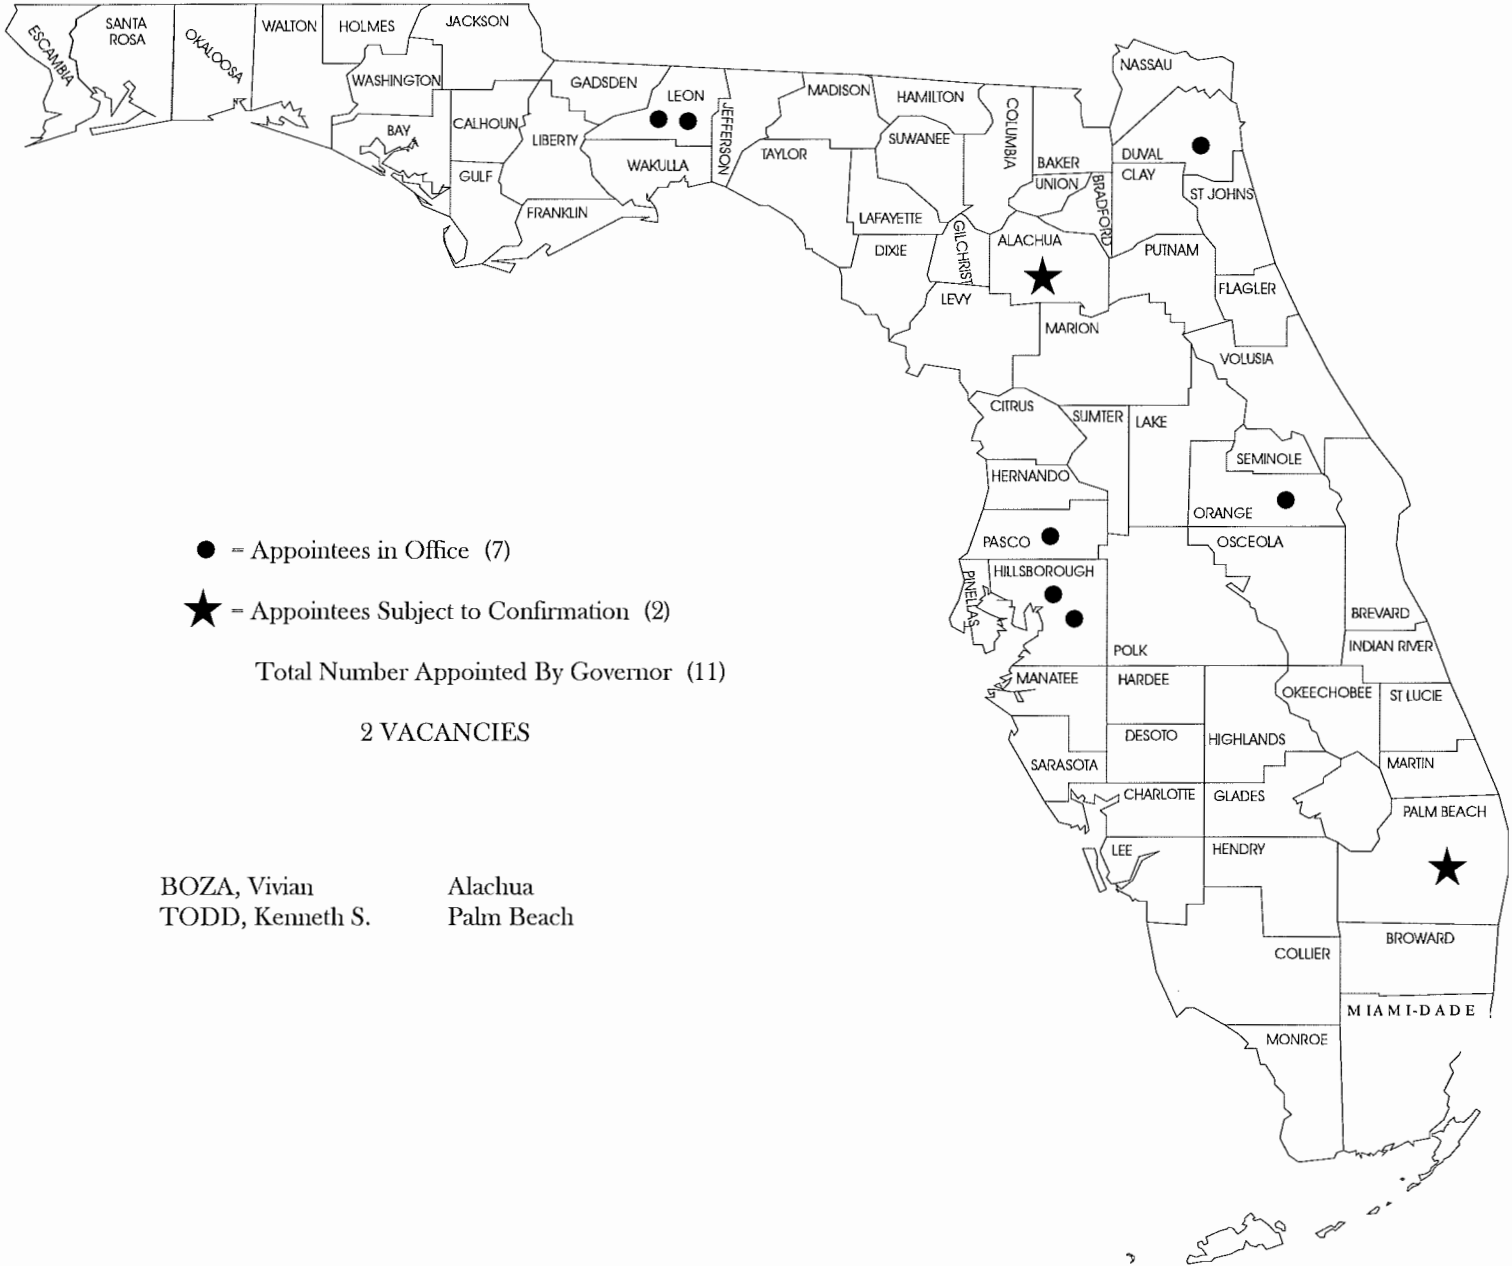 SANTA
ROSA
ESCAMBIA
OKALOOSA
WALTON
HOLMES
JACKSON
WASHINGTON
BAY
CALHOUN
GULF
LIBERTY
GADSDEN
LEON
JEFFERSON
WAKULLA
FRANKLIN
MADISON
TAYLOR
HAMILTON
SUWANEE
LAFAYETTE
DIXIE
COLUMBIA
GILCHRIST
LEVY
NASSAU
BAKER
UNION
BRADFORD
DUVAL
CLAY
ST JOHNS
ALACHUA
PUTNAM
FLAGLER
MARION
VOLUSIA
CITRUS
SUMTER
LAKE
SEMINOLE
HERNANDO
ORANGE
PASCO
OSCEOLA
PINELLAS
HILLSBOROUGH
POLK
BREVARD
INDIAN RIVER
MANATEE
HARDEE
OKEECHOBEE
ST LUCIE
DESOTO
HIGHLANDS
SARASOTA
MARTIN
CHARLOTTE
GLADES
PALM BEACH
LEE
HENDRY
BROWARD
COLLIER
MIAMI-DADE
MONROE
= Appointees in Office (7)
= Appointees Subject to Confirmation (2)
Total Number Appointed By Governor (11)
2 VACANCIES
BOZA, Vivian Alachua
TODD, Kenneth S. Palm Beach